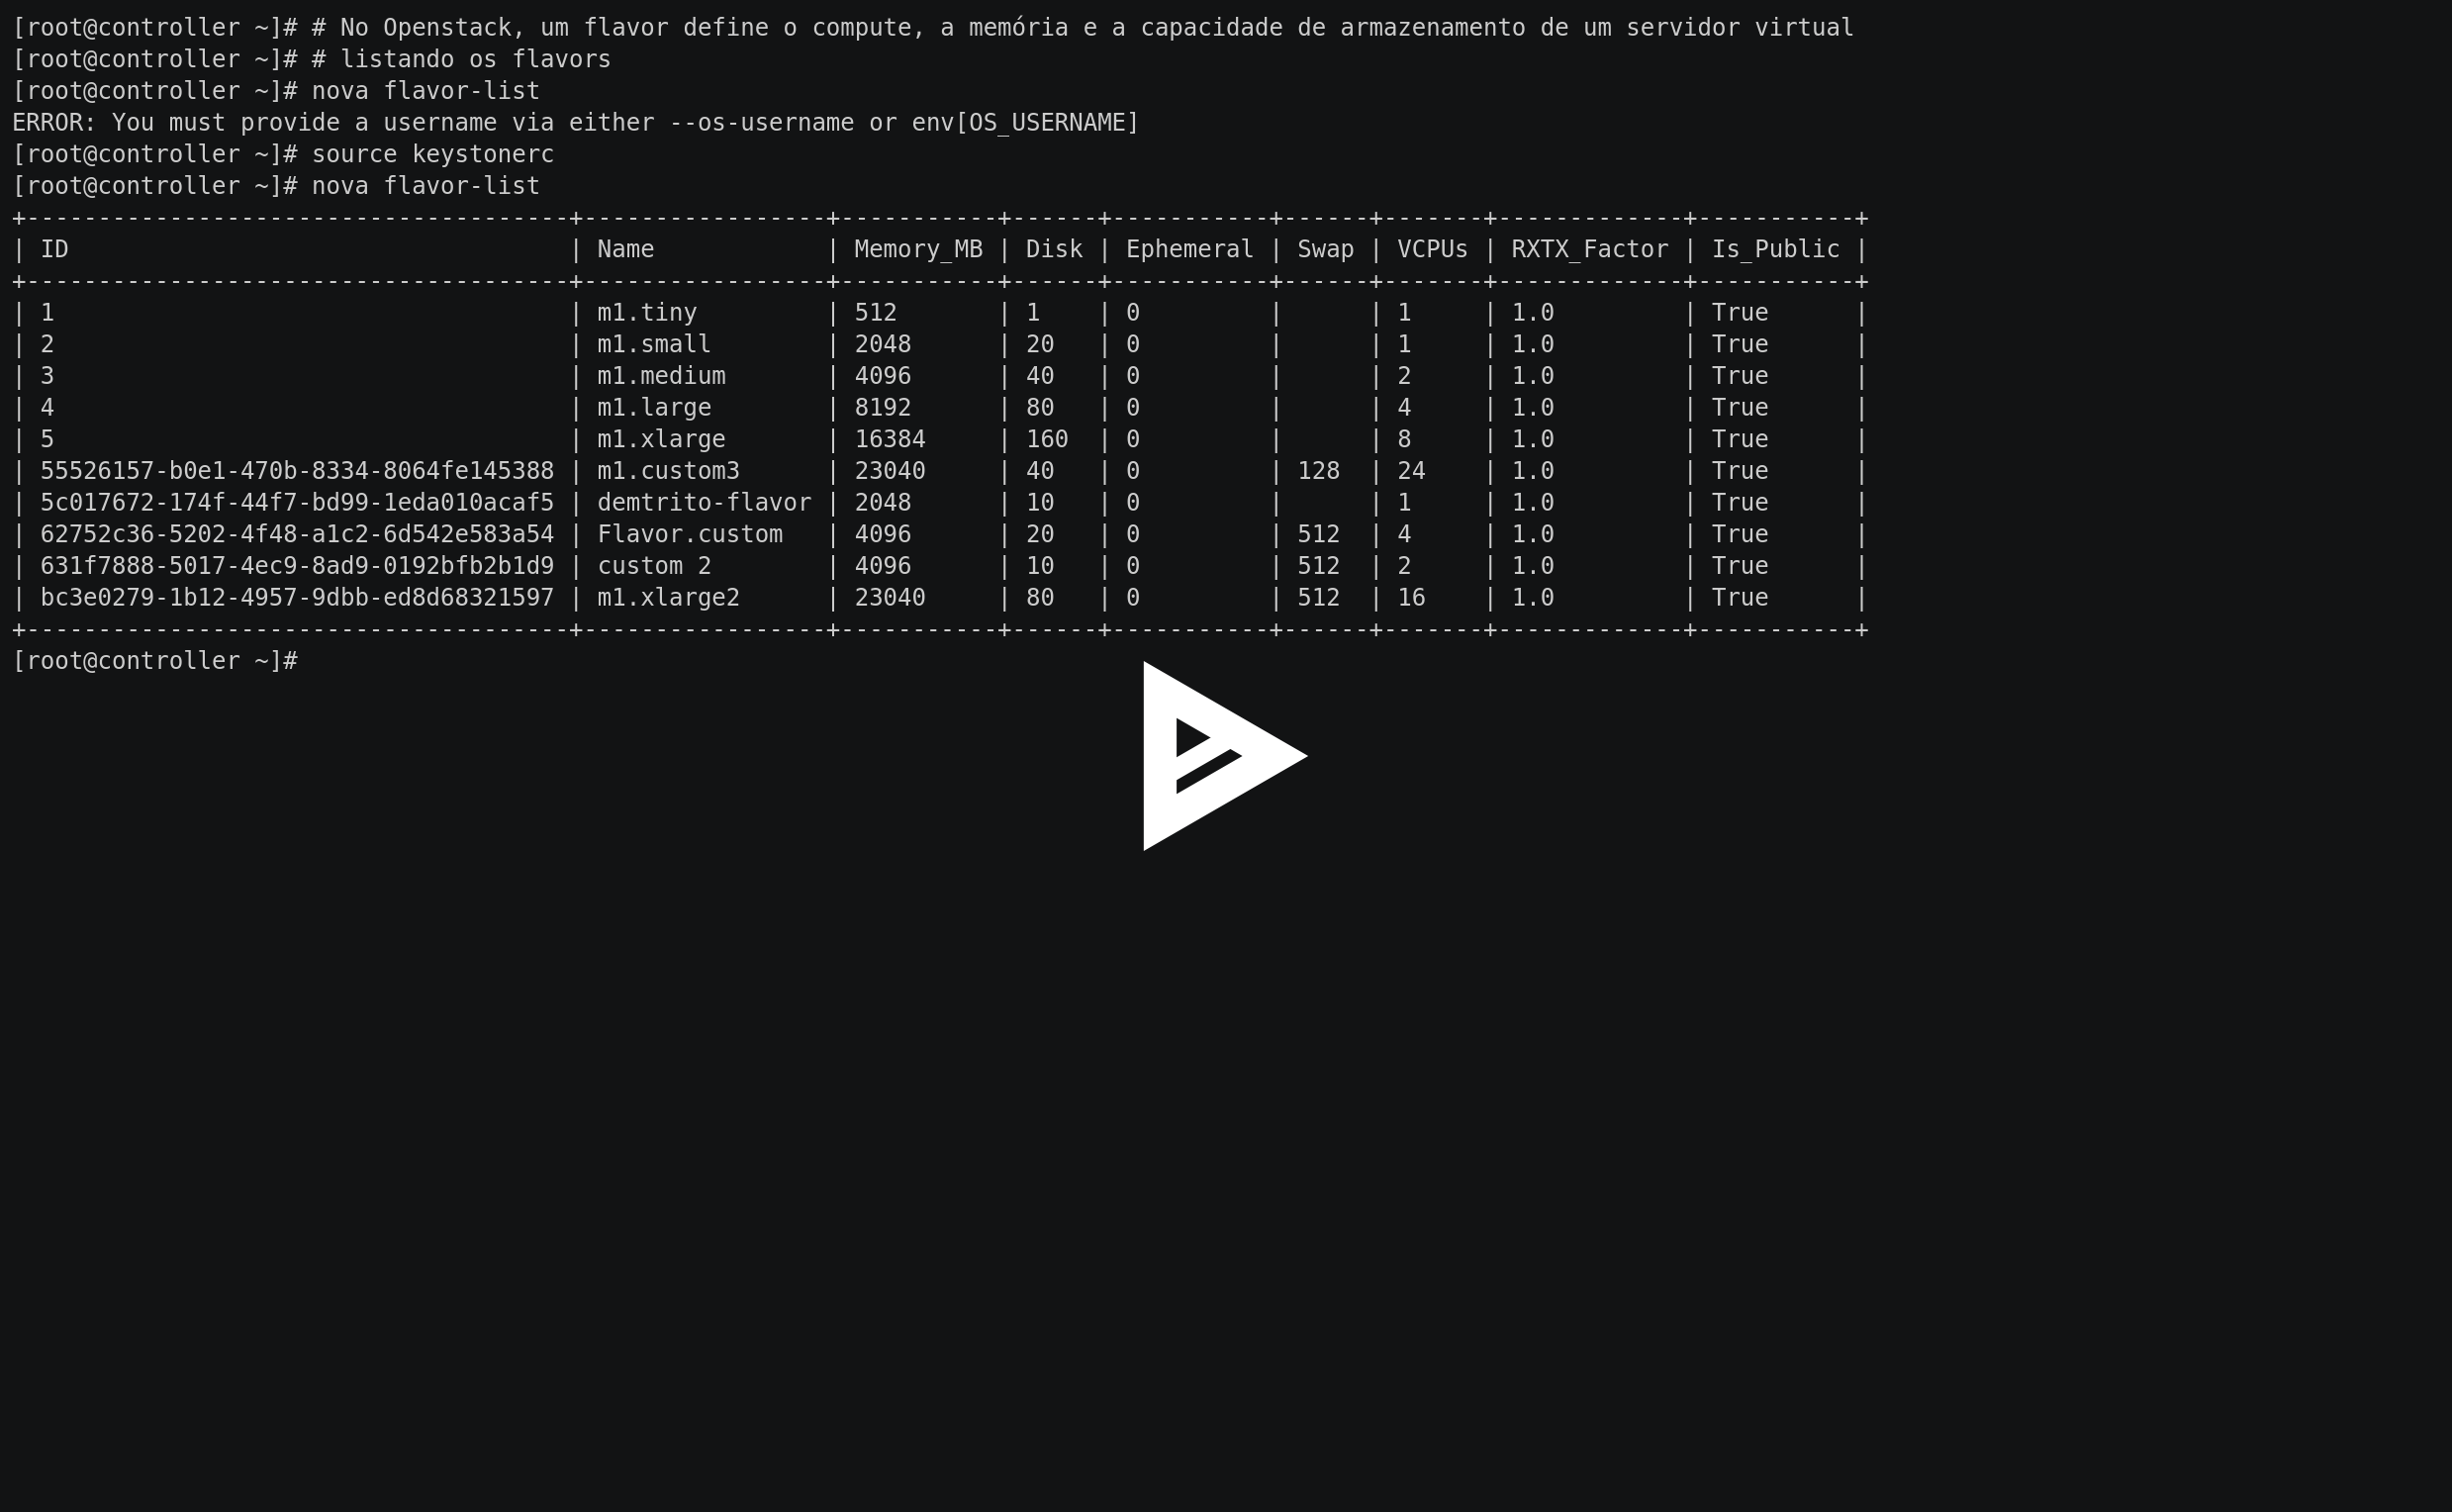 [root@controller ~]# # No Openstack, um flavor define o compute, a memória e a capacidade de armazenamento de um servidor virtual
[root@controller ~]# # listando os flavors
[root@controller ~]# nova flavor-list
ERROR: You must provide a username via either --os-username or env[OS_USERNAME]
[root@controller ~]# source keystonerc
[root@controller ~]# nova flavor-list
+--------------------------------------+-----------------+-----------+------+-----------+------+-------+-------------+-----------+
| ID                                   | Name            | Memory_MB | Disk | Ephemeral | Swap | VCPUs | RXTX_Factor | Is_Public |
+--------------------------------------+-----------------+-----------+------+-----------+------+-------+-------------+-----------+
| 1                                    | m1.tiny         | 512       | 1    | 0         |      | 1     | 1.0         | True      |
| 2                                    | m1.small        | 2048      | 20   | 0         |      | 1     | 1.0         | True      |
| 3                                    | m1.medium       | 4096      | 40   | 0         |      | 2     | 1.0         | True      |
| 4                                    | m1.large        | 8192      | 80   | 0         |      | 4     | 1.0         | True      |
| 5                                    | m1.xlarge       | 16384     | 160  | 0         |      | 8     | 1.0         | True      |
| 55526157-b0e1-470b-8334-8064fe145388 | m1.custom3      | 23040     | 40   | 0         | 128  | 24    | 1.0         | True      |
| 5c017672-174f-44f7-bd99-1eda010acaf5 | demtrito-flavor | 2048      | 10   | 0         |      | 1     | 1.0         | True      |
| 62752c36-5202-4f48-a1c2-6d542e583a54 | Flavor.custom   | 4096      | 20   | 0         | 512  | 4     | 1.0         | True      |
| 631f7888-5017-4ec9-8ad9-0192bfb2b1d9 | custom 2        | 4096      | 10   | 0         | 512  | 2     | 1.0         | True      |
| bc3e0279-1b12-4957-9dbb-ed8d68321597 | m1.xlarge2      | 23040     | 80   | 0         | 512  | 16    | 1.0         | True      |
+--------------------------------------+-----------------+-----------+------+-----------+------+-------+-------------+-----------+
[root@controller ~]#